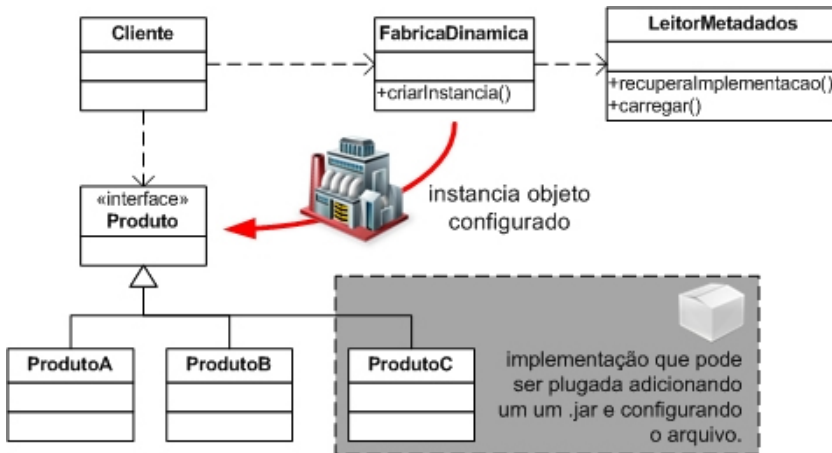 Cliente
FabricaDinamica
+criarInstancia()
LeitorMetadados
+recuperaImplementacao()
+carregar()
«interface»
Produto
instancia objeto
configurado
ProdutoA
ProdutoB
ProdutoC
implementação que pode
ser plugada adicionando
um um .jar e configurando
o arquivo.